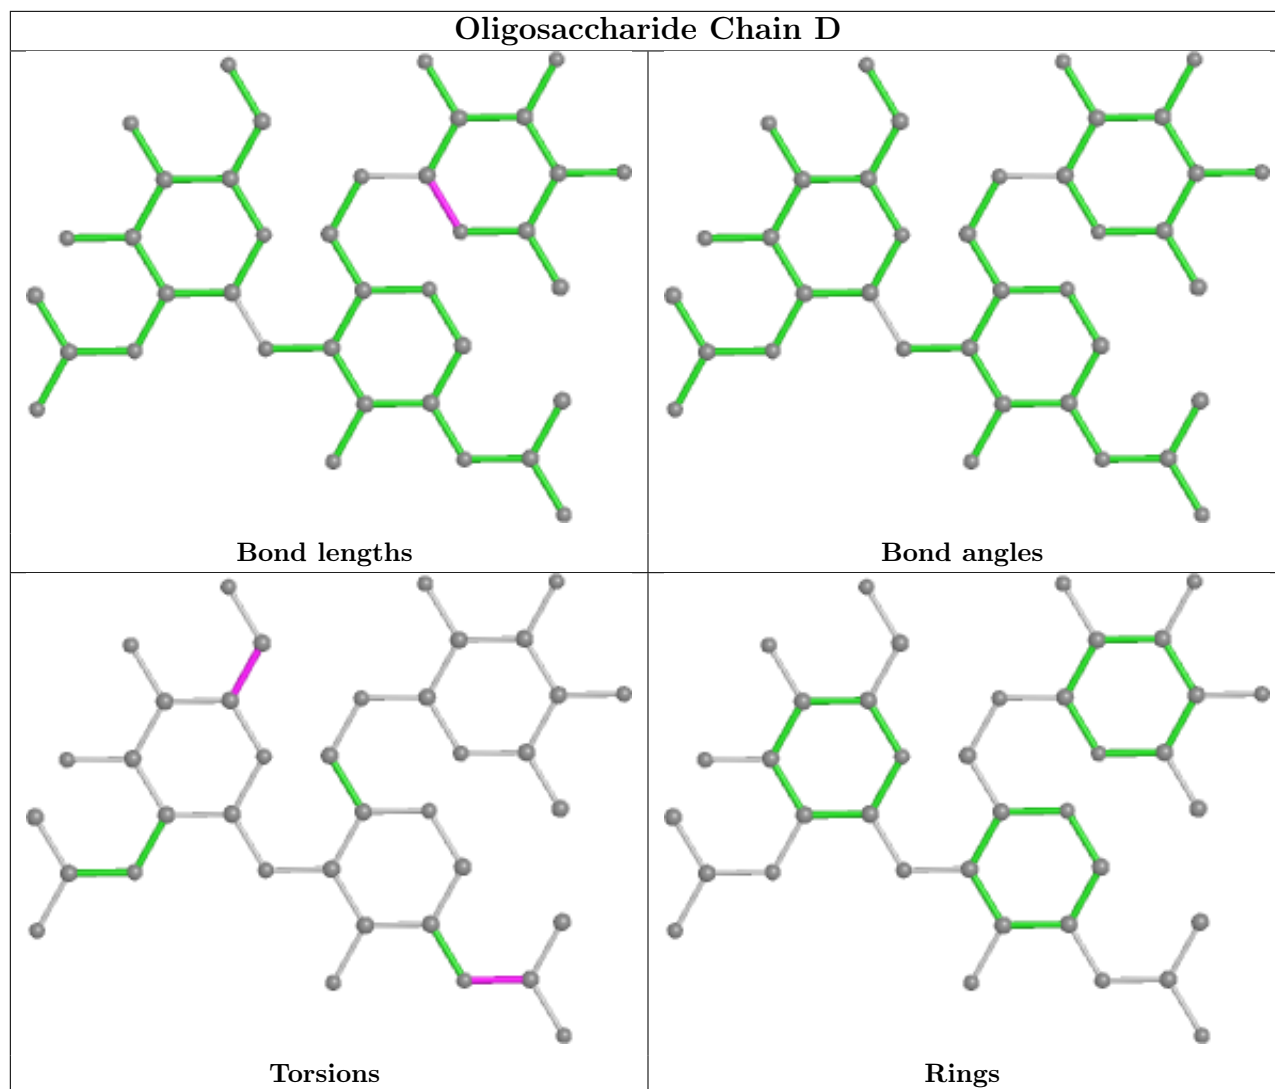 Oligosaccharide Chain D
Bond lengths
Bond angles
Torsions
Rings